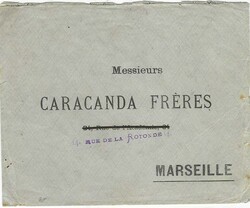 Messieurs
CARACANDA FRÈRES
RUE DE LA ROTONDE
MARSEILLE